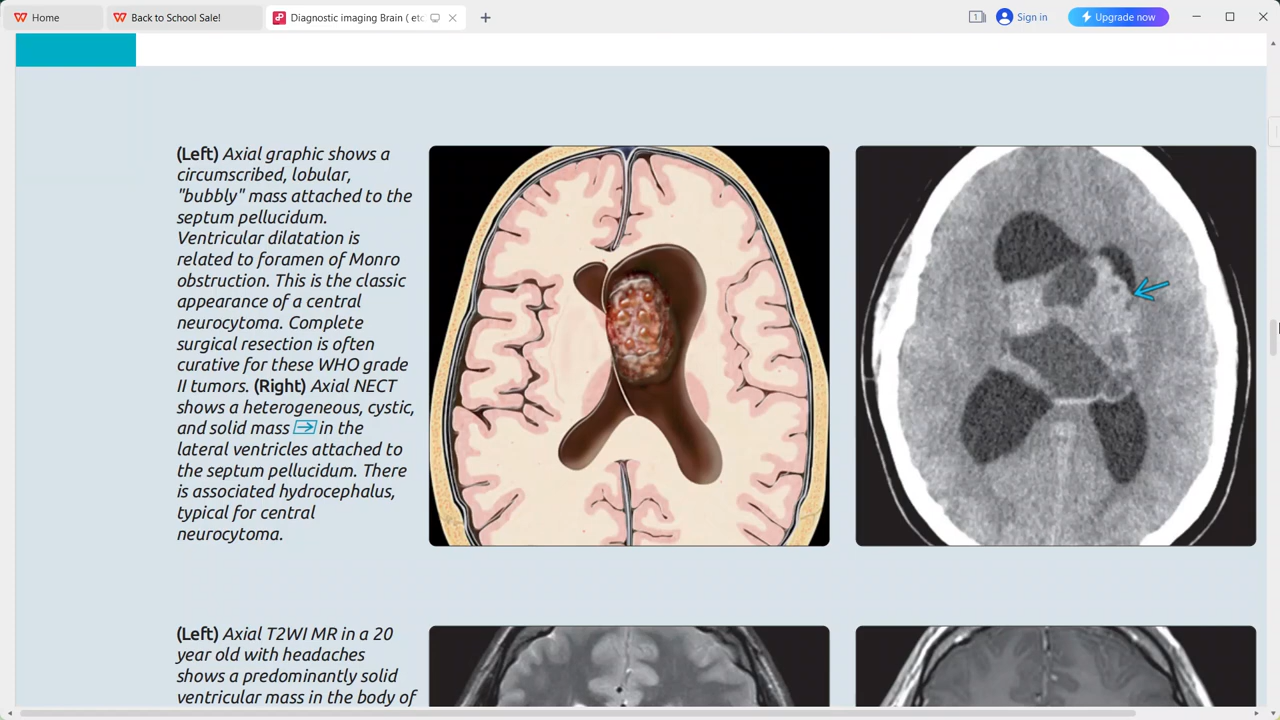 Home
Back to School Sale!
Diagnostic imaging Brain ( etc
1
Sign in
Upgrade now
(Left) Axial graphic shows a
circumscribed, lobular,
"bubbly" mass attached to the
septum pellucidum.
Ventricular dilatation is
related to foramen of Monro
obstruction. This is the classic
appearance of a central
neurocytoma. Complete
surgical resection is often
curative for these WHO grade
II tumors. (Right) Axial NECT
shows a heterogeneous, cystic,
and solid mass in the
lateral ventricles attached to
the septum pellucidum. There
is associated hydrocephalus,
typical for central
neurocytoma.
(Left) Axial T2WI MR in a 20
year old with headaches
shows a predominantly solid
ventricular mass in the body of